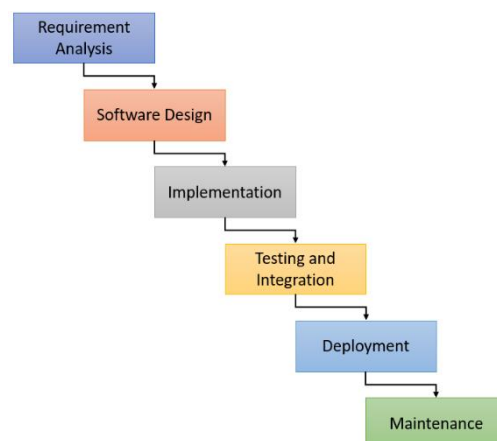 Requirement
Analysis
Software Design
Implementation
Testing and
Integration
Deployment
Maintenance